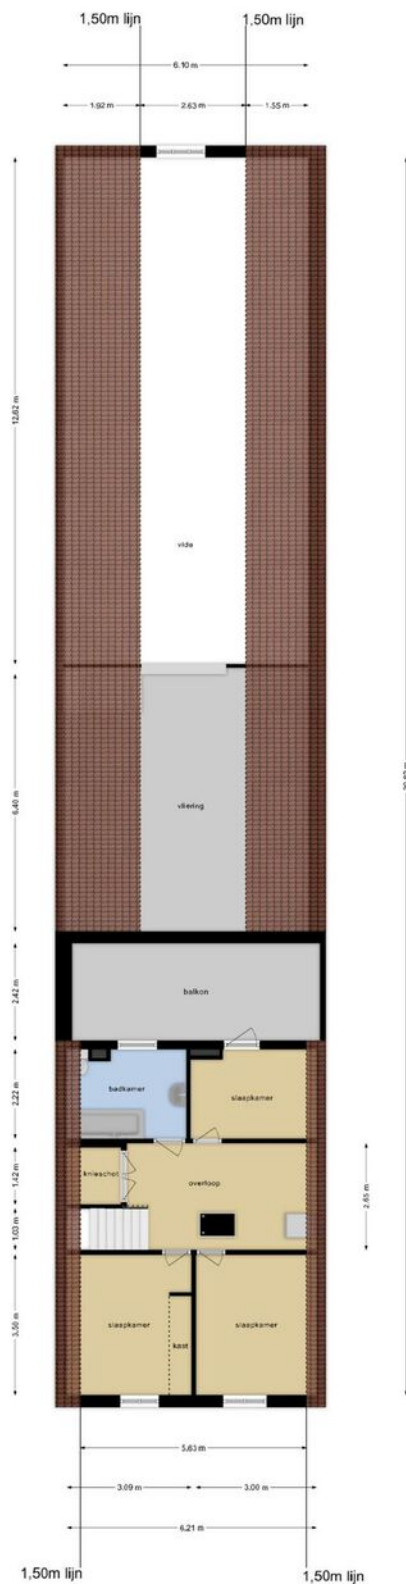 1,50m lijn 1,50m lijn
6.10 m
1.92 m 2.63 m 1.55 m
12.62 m
vide
6.40 m
vliering
2.42 m
balkon
2.22 m
badkamer
slaapkamer
1.42 m
knieschot
overloop
2.65 m
1.03 m
3.50 m
slaapkamer
slaapkamer
kast
5.63 m
3.09 m 3.00 m
6.21 m
1,50m lijn 1,50m lijn